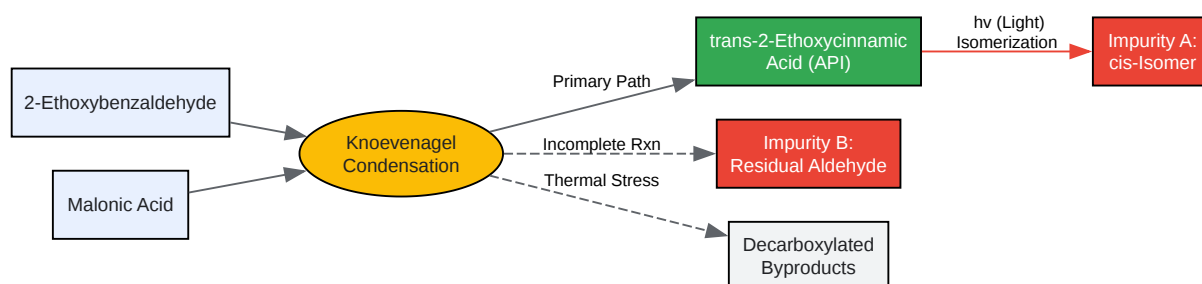 2-Ethoxybenzaldehyde
Malonic Acid
Knoevenagel
Condensation
Primary Path
Incomplete Rxn
Thermal Stress
trans-2-Ethoxycinnamic
Acid (API)
Impurity B:
Residual Aldehyde
Decarboxylated
Byproducts
hv (Light)
Isomerization
Impurity A:
cis-Isomer